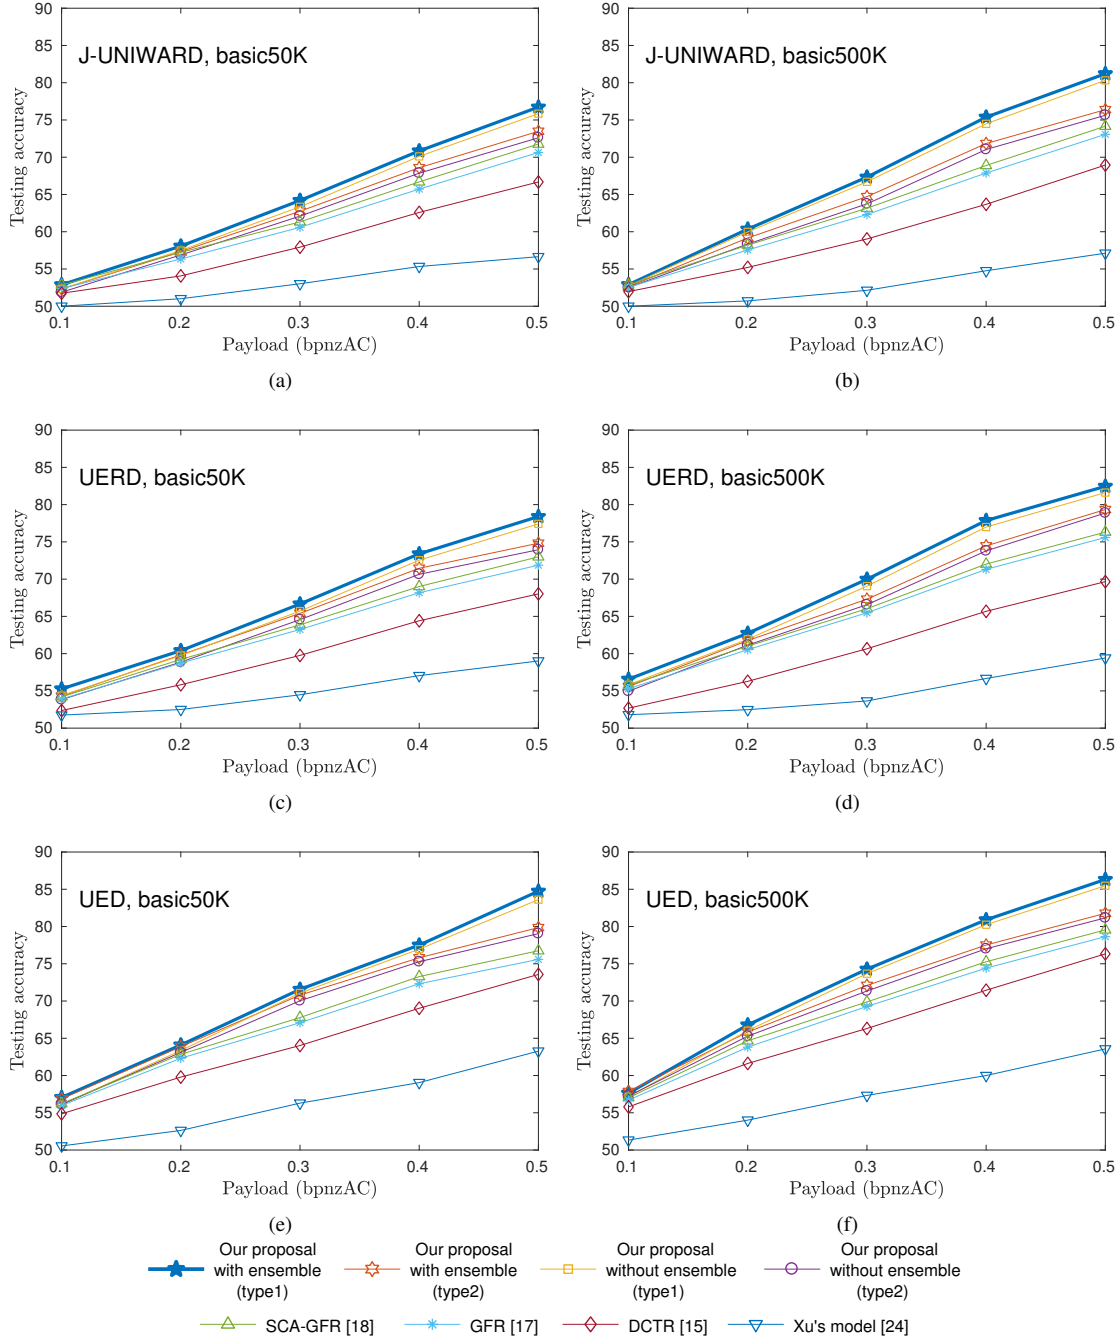 90
85
80
75
70
65
60
55
50
Testing accuracy
J-UNIWARD, basic50K
0.1 0.2 0.3 0.4 0.5
Payload (bpnzAC)
(a)
90
85
80
75
70
65
60
55
50
Testing accuracy
J-UNIWARD, basic500K
0.1 0.2 0.3 0.4 0.5
Payload (bpnzAC)
(b)
90
85
80
75
70
65
60
55
50
Testing accuracy
UERD, basic50K
0.1 0.2 0.3 0.4 0.5
Payload (bpnzAC)
(c)
90
85
80
75
70
65
60
55
50
Testing accuracy
UERD, basic500K
0.1 0.2 0.3 0.4 0.5
Payload (bpnzAC)
(d)
90
85
80
75
70
65
60
55
50
Testing accuracy
UED, basic50K
0.1 0.2 0.3 0.4 0.5
Payload (bpnzAC)
(e)
90
85
80
75
70
65
60
55
50
Testing accuracy
UED, basic500K
0.1 0.2 0.3 0.4 0.5
Payload (bpnzAC)
(f)
Our proposal
with ensemble
(type1)
Our proposal
with ensemble
(type2)
Our proposal
without ensemble
(type1)
Our proposal
without ensemble
(type2)
SCA-GFR [18]
GFR [17]
DCTR [15]
Xu's model [24]